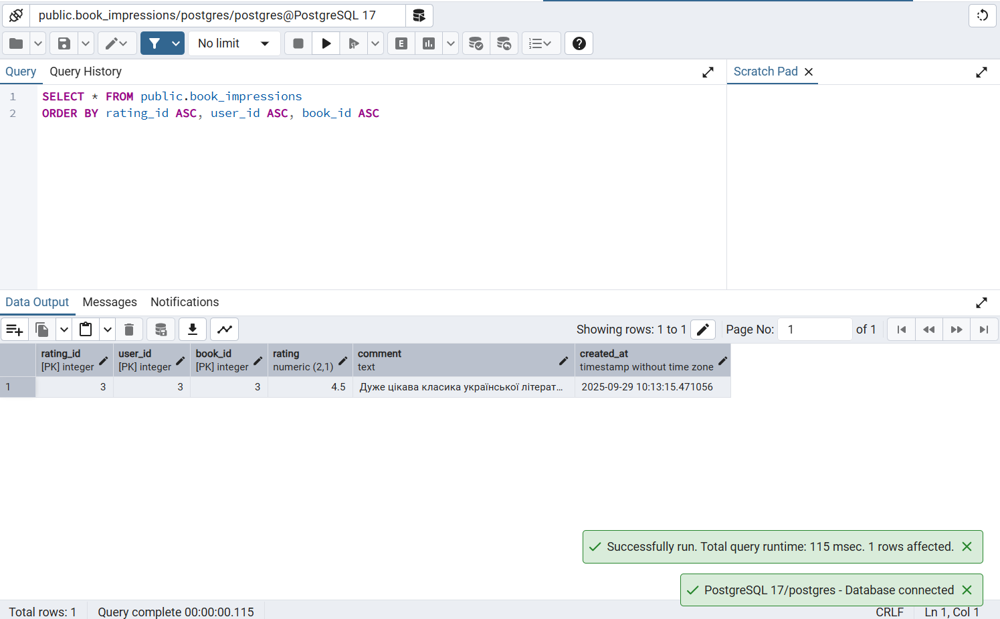 public.book_impressions/postgres/postgres@PostgreSQL 17
No limit
E
Query
Query History
Scratch Pad
1 SELECT * FROM public.book_impressions
2 ORDER BY rating_id ASC, user_id ASC, book_id ASC
Data Output
Messages
Notifications
Showing rows: 1 to 1
Page No: 1 of 1
rating_id
[PK] integer
user_id
[PK] integer
book_id
[PK] integer
rating
numeric (2,1)
comment
text
created_at
timestamp without time zone
1 3 3 3 4.5 Дуже цікава класика української літерат… 2025-09-29 10:13:15.471056
Successfully run. Total query runtime: 115 msec. 1 rows affected.
PostgreSQL 17/postgres - Database connected
Total rows: 1
Query complete 00:00:00.115
CRLF
Ln 1, Col 1